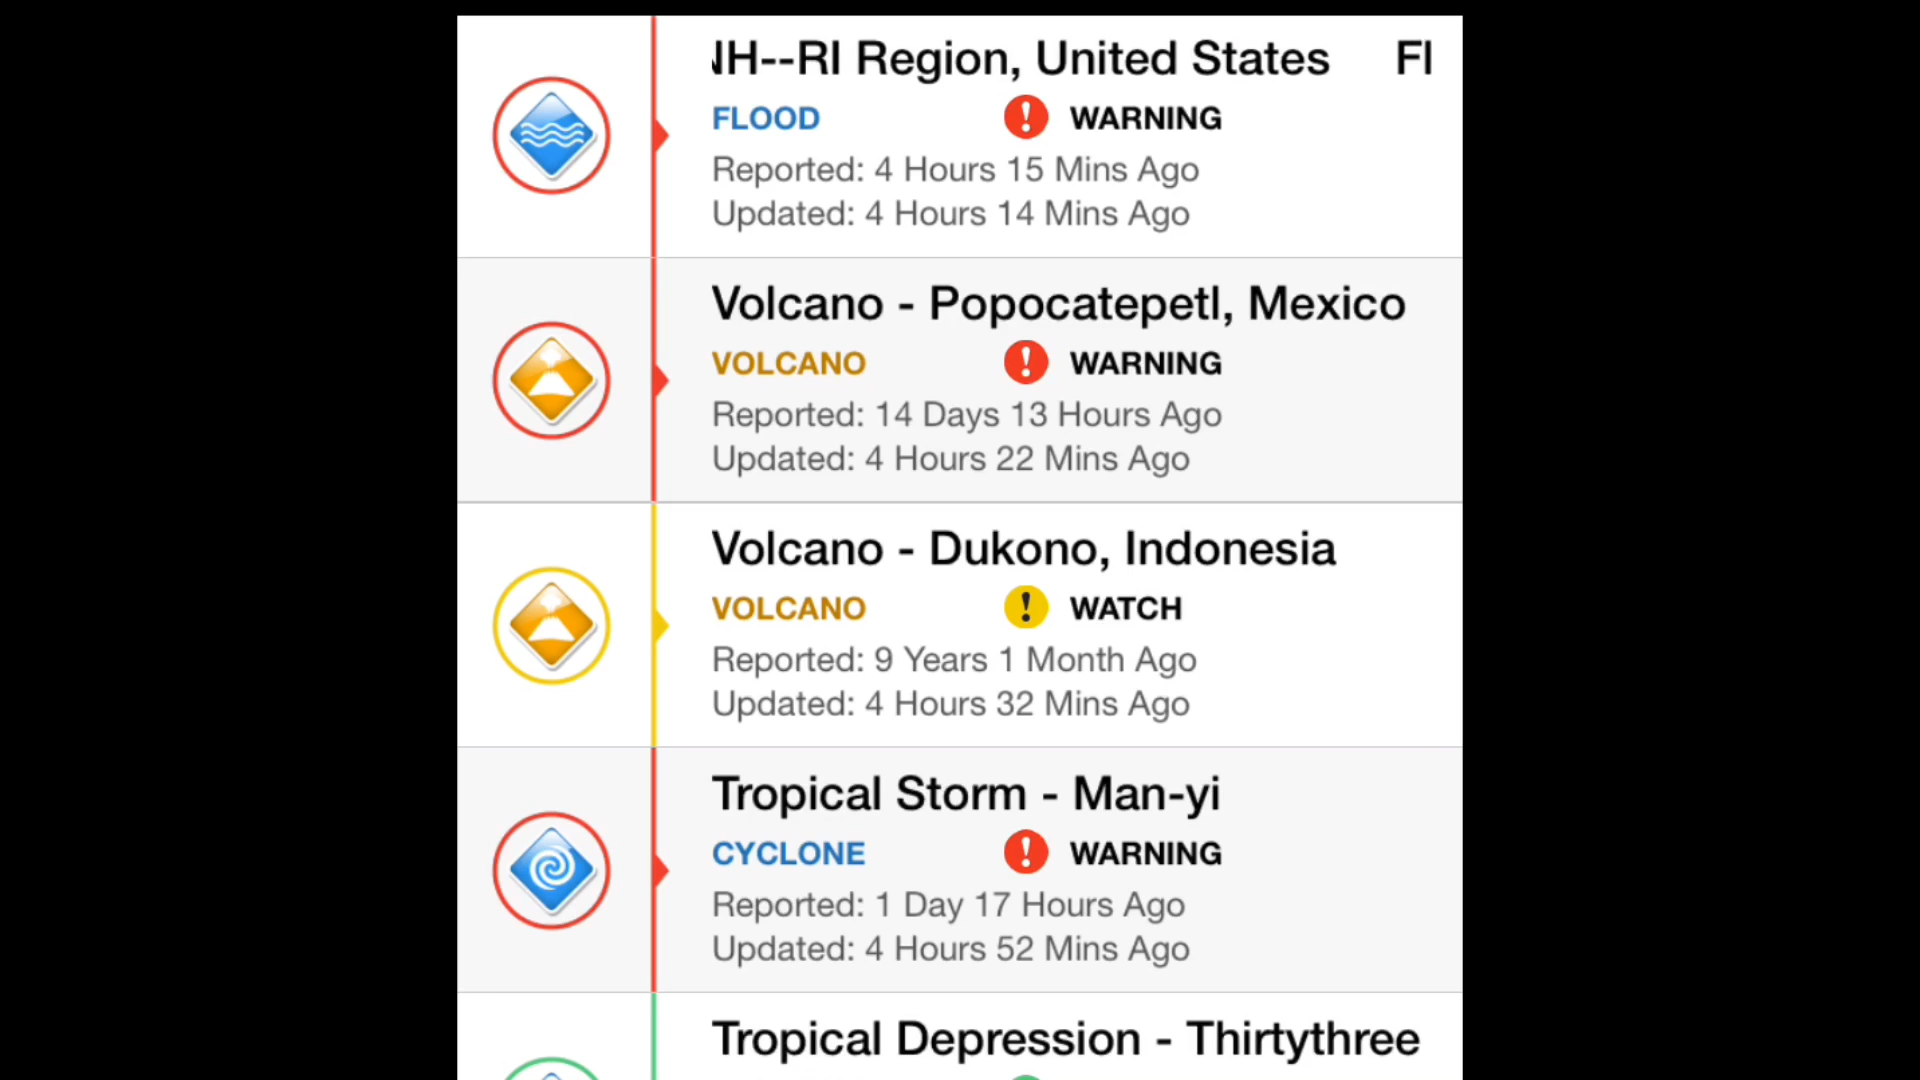 H--RI Region, United States Fl
FLOOD ! WARNING
Reported: 4 Hours 15 Mins Ago
Updated: 4 Hours 14 Mins Ago
Volcano - Popocatepetl, Mexico
VOLCANO ! WARNING
Reported: 14 Days 13 Hours Ago
Updated: 4 Hours 22 Mins Ago
Volcano - Dukono, Indonesia
VOLCANO ! WATCH
Reported: 9 Years 1 Month Ago
Updated: 4 Hours 32 Mins Ago
Tropical Storm - Man-yi
CYCLONE ! WARNING
Reported: 1 Day 17 Hours Ago
Updated: 4 Hours 52 Mins Ago
Tropical Depression - Thirtythree